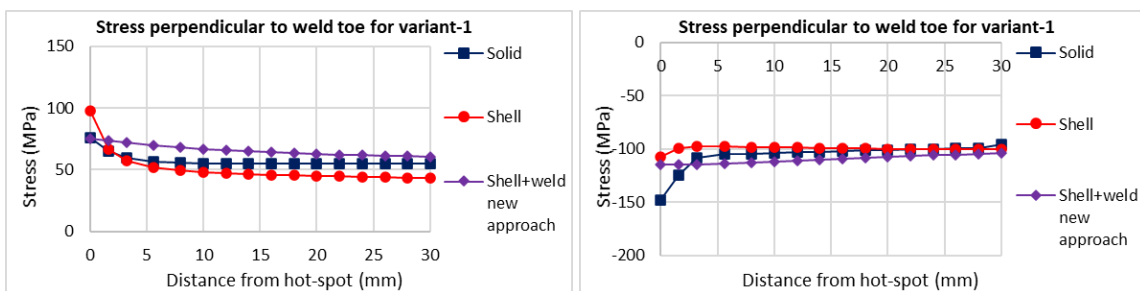 Stress perpendicular to weld toe for variant-1
150
100
50
0
0 5 10 15 20 25 30
Stress (MPa)
Distance from hot-spot (mm)
Solid
Shell
Shell+weld
new
approach
Stress perpendicular to weld toe for variant-1
0
-50
-100
-150
-200
0 5 10 15 20 25 30
Stress (MPa)
Distance from hot-spot (mm)
Solid
Shell
Shell+weld
new
approach